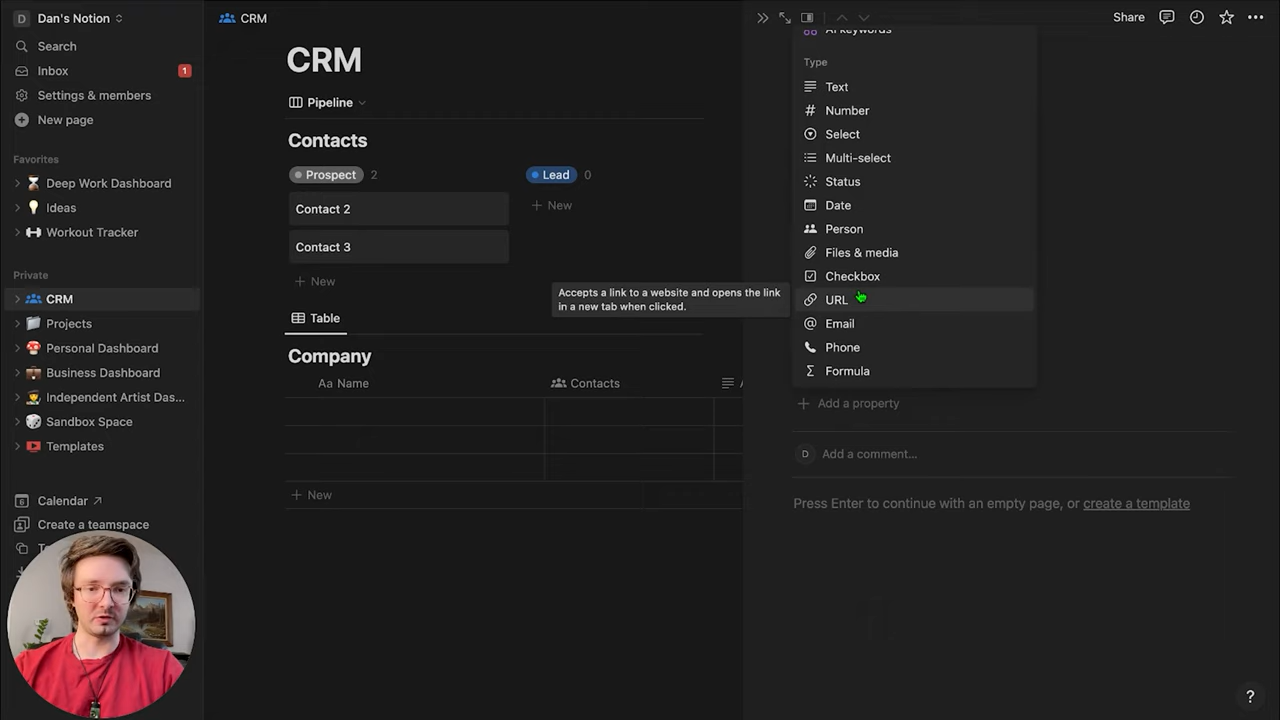 D Dan's Notion
Search
Inbox 1
Settings & members
New page
Favorites
Deep Work Dashboard
Ideas
Workout Tracker
Private
CRM
Projects
Personal Dashboard
Business Dashboard
Independent Artist Das...
Sandbox Space
Templates
6 Calendar ↗
Create a teamspace
CRM
CRM
Pipeline
Contacts
Prospect 2
Lead 0
Contact 2
+ New
Contact 3
+ New
Table
Company
Aa Name
Contacts
+ New
Accepts a link to a website and opens the link
in a new tab when clicked.
Share
AI keywords
Type
Text
# Number
Select
Multi-select
Status
Date
Person
Files & media
Checkbox
URL
@ Email
Phone
Σ Formula
+ Add a property
D Add a comment...
Press Enter to continue with an empty page, or create a template
?